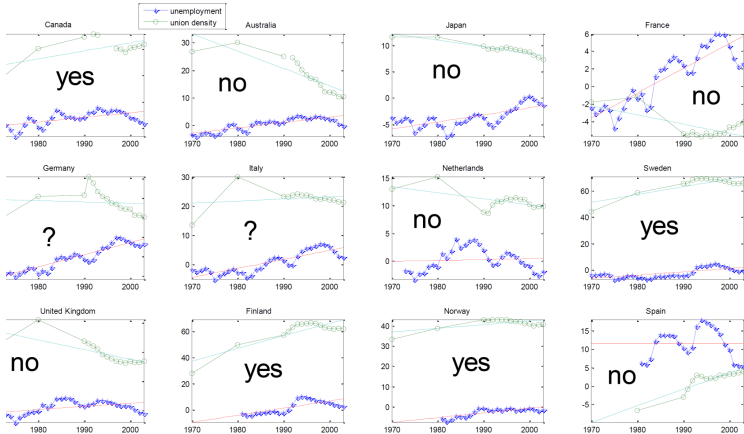 unemployment
union density
Canada
Australia
Japan
France
yes
no
no
no
30
20
10
0
10
5
0
-5
6
4
2
0
-2
-4
1980 1990 2000
1970 1980 1990 2000
1970 1980 1990 2000
1970 1980 1990 2000
Germany
Italy
Netherlands
Sweden
?
?
no
yes
30
20
10
0
15
10
5
0
60
40
20
0
1980 1990 2000
1970 1980 1990 2000
1970 1980 1990 2000
1970 1980 1990 2000
United Kingdom
Finland
Norway
Spain
no
yes
yes
no
60
40
20
0
40
30
20
10
0
15
10
5
0
-5
1980 1990 2000
1970 1980 1990 2000
1970 1980 1990 2000
1970 1980 1990 2000